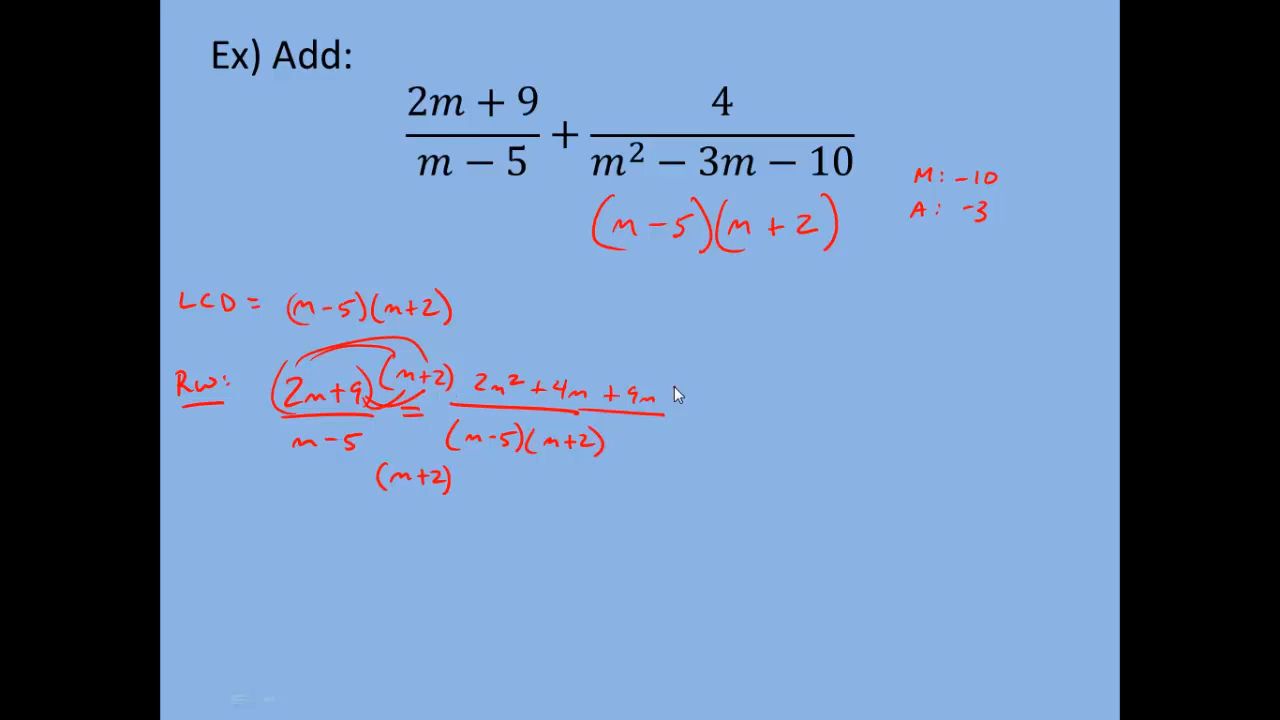 Ex) Add:
2m + 9 + 4
m − 5 m² − 3m − 10
M: -10
(m - 5)(m + 2) A: -3
LCD = (m-5)(m+2)
RW: (2m+9)(m+2) = 2m² + 4m + 9m
m-5 (m-5)(m+2)
(m+2)